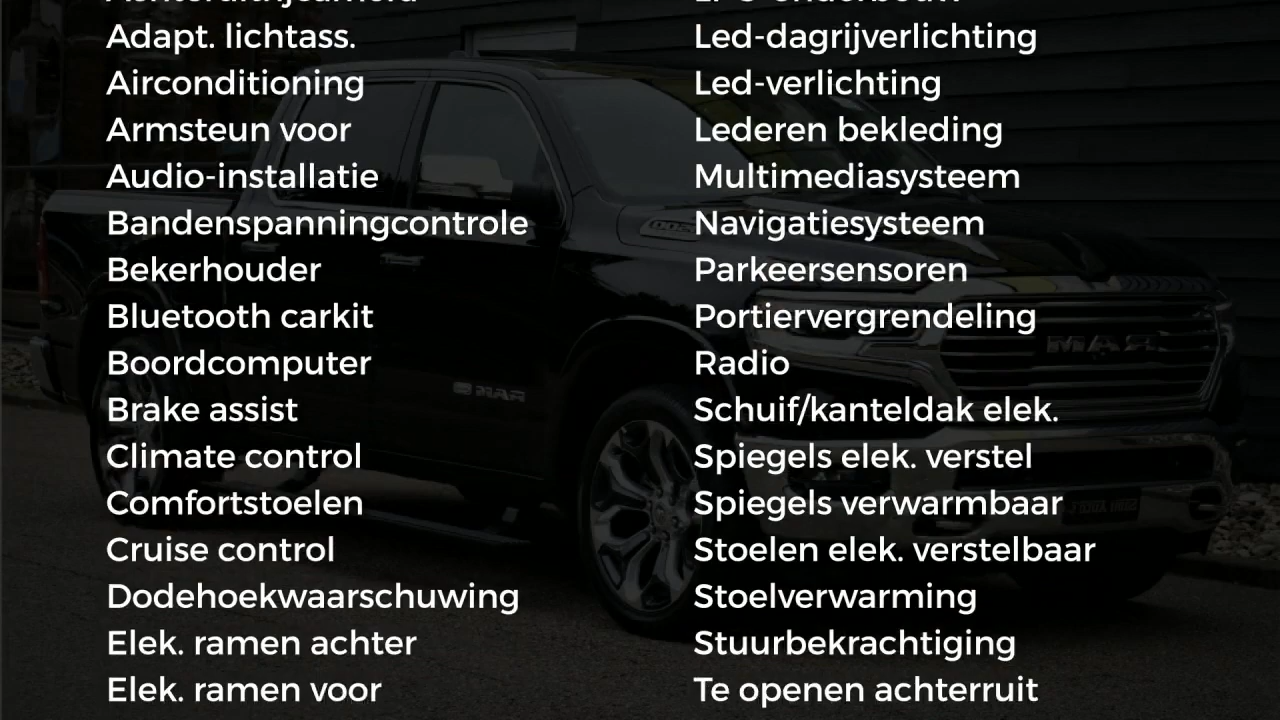 Adapt. lichtass.
Airconditioning
Armsteun voor
Audio-installatie
Bandenspanningcontrole
Bekerhouder
Bluetooth carkit
Boordcomputer
Brake assist
Climate control
Comfortstoelen
Cruise control
Dodehoekwaarschuwing
Elek. ramen achter
Elek. ramen voor
Led-dagrijverlichting
Led-verlichting
Lederen bekleding
Multimediasysteem
Navigatiesysteem
Parkeersensoren
Portiervergrendeling
Radio
Schuif/kanteldak elek.
Spiegels elek. verstel
Spiegels verwarmbaar
Stoelen elek. verstelbaar
Stoelverwarming
Stuurbekrachtiging
Te openen achterruit
RAM
RAM